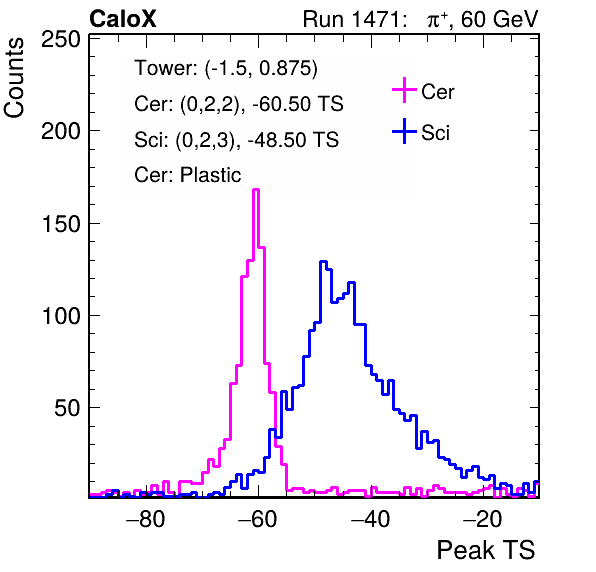 CaloX Run 1471: π⁺, 60 GeV
Counts
250
200
150
100
50
Tower: (-1.5, 0.875)
Cer: (0,2,2), -60.50 TS
Sci: (0,2,3), -48.50 TS
Cer: Plastic
Cer
Sci
−80 −60 −40 −20
Peak TS